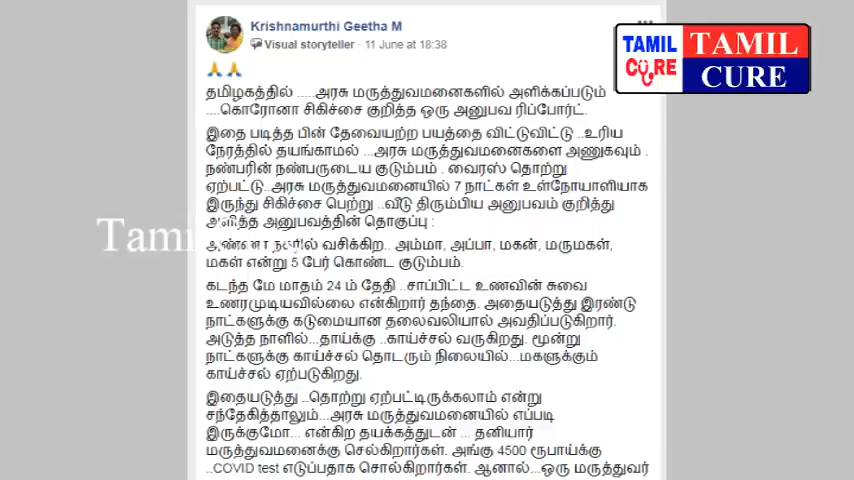 Krishnamurthi Geetha M
Visual storyteller · 11 June at 18:38
TAMIL CURE
TAMIL
CURE
🙏 🙏
தமிழகத்தில் .....அரசு மருத்துவமனைகளில் அளிக்கப்படும்
....கொரோனா சிகிச்சை குறித்த ஒரு அனுபவ ரிப்போர்ட்.
இதை படித்த பின் தேவையற்ற பயத்தை விட்டுவிட்டு ..உரிய
நேரத்தில் தயங்காமல் ...அரசு மருத்துவமனைகளை அணுகவும் .
நண்பரின் நண்பருடைய குடும்பம் . வைரஸ் தொற்று
ஏற்பட்டு..அரசு மருத்துவமனையில் 7 நாட்கள் உள்நோயாளியாக
இருந்து சிகிச்சை பெற்று ..வீடு திரும்பிய அனுபவம் குறித்து
அளித்த அனுபவத்தின் தொகுப்பு :
Tami
அண்ணா நகரில் வசிக்கிற.. அம்மா, அப்பா, மகன், மருமகள்,
மகள் என்று 5 பேர் கொண்ட குடும்பம்.
கடந்த மே மாதம் 24 ம் தேதி ..சாப்பிட்ட உணவின் சுவை
உணரமுடியவில்லை என்கிறார் தந்தை. அதையடுத்து இரண்டு
நாட்களுக்கு கடுமையான தலைவலியால் அவதிப்படுகிறார்.
அடுத்த நாளில்...தாய்க்கு ..காய்ச்சல் வருகிறது. மூன்று
நாட்களுக்கு காய்ச்சல் தொடரும் நிலையில்...மகளுக்கும்
காய்ச்சல் ஏற்படுகிறது.
இதையடுத்து ..தொற்று ஏற்பட்டிருக்கலாம் என்று
சந்தேகித்தாலும்...அரசு மருத்துவமனையில் எப்படி
இருக்குமோ... என்கிற தயக்கத்துடன் ... தனியார்
மருத்துவமனைக்கு செல்கிறார்கள். அங்கு 4500 ரூபாய்க்கு
..COVID test எடுப்பதாக சொல்கிறார்கள். ஆனால்...ஒரு மருத்துவர்